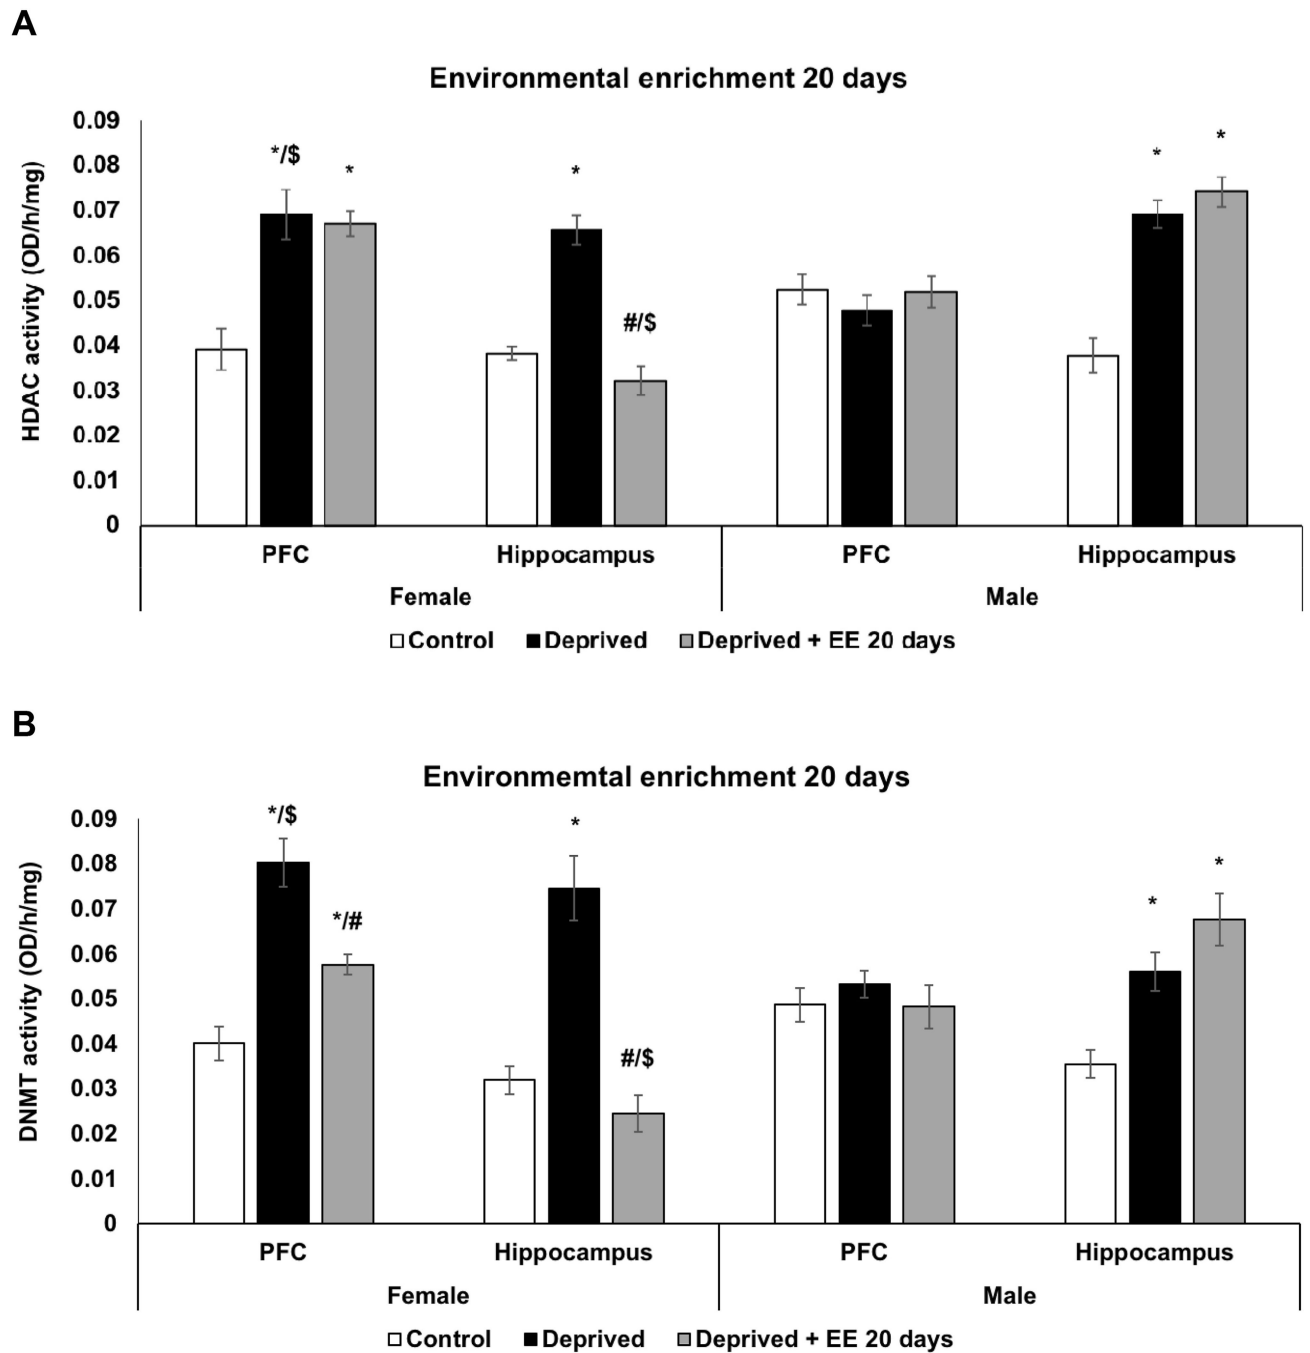 A
Environmental enrichment 20 days
HDAC activity (OD/h/mg)
0.09
0.08
0.07
0.06
0.05
0.04
0.03
0.02
0.01
0
*/$
*
*
#/$
*
*
PFC
Hippocampus
PFC
Hippocampus
Female
Male
Control
Deprived
Deprived + EE 20 days
B
Environmemtal enrichment 20 days
DNMT activity (OD/h/mg)
0.09
0.08
0.07
0.06
0.05
0.04
0.03
0.02
0.01
0
*/$
*/#
*
#/$
*
*
PFC
Hippocampus
PFC
Hippocampus
Female
Male
Control
Deprived
Deprived + EE 20 days